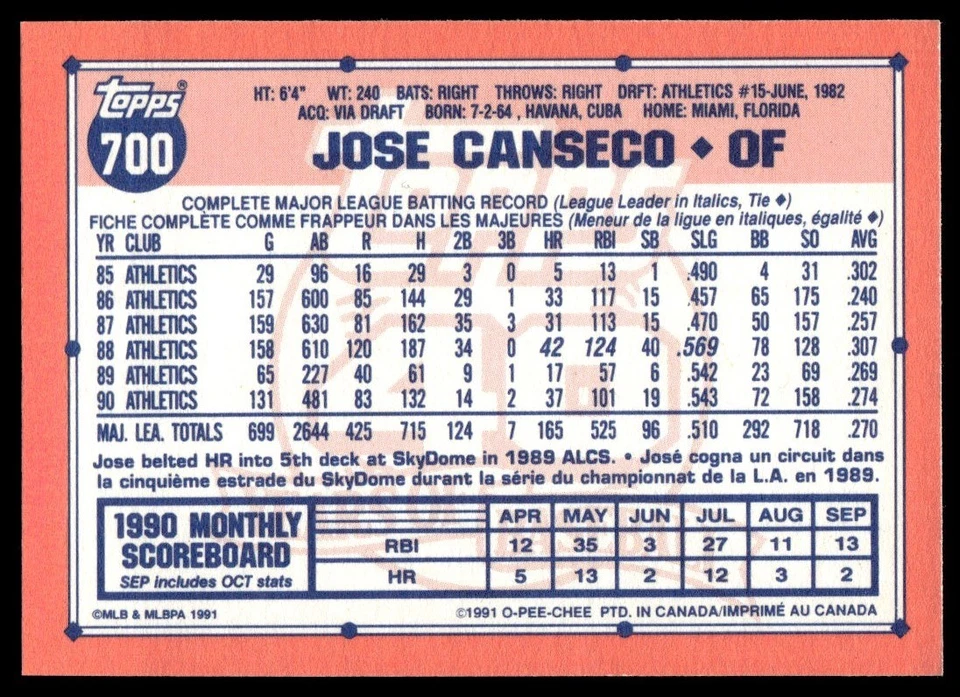 topps®
700
HT: 6'4" WT: 240 BATS: RIGHT THROWS: RIGHT DRFT: ATHLETICS #15-JUNE, 1982
ACQ: VIA DRAFT BORN: 7-2-64 , HAVANA, CUBA HOME: MIAMI, FLORIDA
JOSE CANSECO ◆ OF
COMPLETE MAJOR LEAGUE BATTING RECORD (League Leader in Italics, Tie ◆)
FICHE COMPLÈTE COMME FRAPPEUR DANS LES MAJEURES (Meneur de la ligue en italiques, égalité ◆)
YR CLUB G AB R H 2B 3B HR RBI SB SLG BB SO AVG
85 ATHLETICS 29 96 16 29 3 0 5 13 1 .490 4 31 .302
86 ATHLETICS 157 600 85 144 29 1 33 117 15 .457 65 175 .240
87 ATHLETICS 159 630 81 162 35 3 31 113 15 .470 50 157 .257
88 ATHLETICS 158 610 120 187 34 0 42 124 40 .569 78 128 .307
89 ATHLETICS 65 227 40 61 9 1 17 57 6 .542 23 69 .269
90 ATHLETICS 131 481 83 132 14 2 37 101 19 .543 72 158 .274
MAJ. LEA. TOTALS 699 2644 425 715 124 7 165 525 96 .510 292 718 .270
Jose belted HR into 5th deck at SkyDome in 1989 ALCS. • José cogna un circuit dans
la cinquième estrade du SkyDome durant la série du championnat de la L.A. en 1989.
1990 MONTHLY
SCOREBOARD
SEP includes OCT stats
APR MAY JUN JUL AUG SEP
RBI 12 35 3 27 11 13
HR 5 13 2 12 3 2
©MLB & MLBPA 1991
©1991 O-PEE-CHEE PTD. IN CANADA/IMPRIMÉ AU CANADA